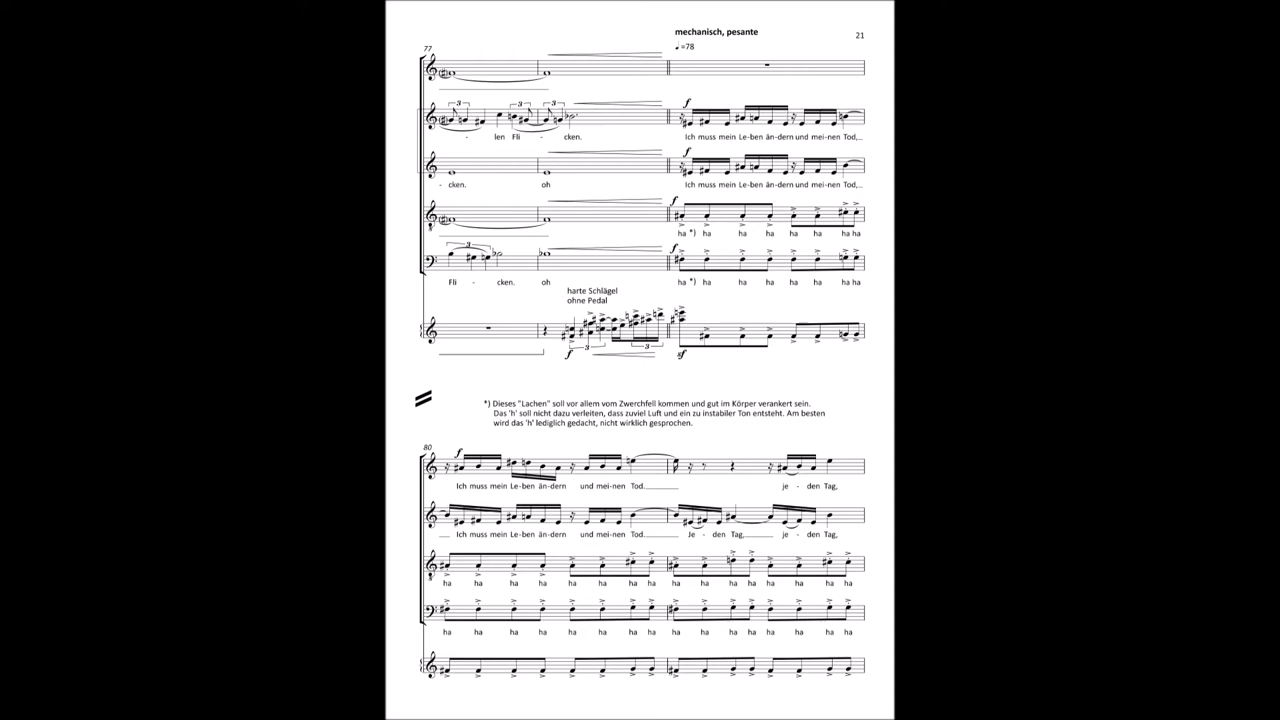 mechanisch, pesante
♩=78
21
77
3 3 3
- len Fli - cken.
f
Ich muss mein Le-ben än-dern und mei-nen Tod,
f
- cken. oh
Ich muss mein Le-ben än-dern und mei-nen Tod,
f
ha *) ha ha ha ha ha ha
3
f
Fli - cken. oh
ha *) ha ha ha ha ha ha
harte Schlägel
ohne Pedal
3 3
f sf
*) Dieses "Lachen" soll vor allem vom Zwerchfell kommen und gut im Körper verankert sein.
Das 'h' soll nicht dazu verleiten, dass zuviel Luft und ein zu instabiler Ton entsteht. Am besten
wird das 'h' lediglich gedacht, nicht wirklich gesprochen.
80
f
Ich muss mein Le-ben än-dern und mei-nen Tod. je - den Tag,
Ich muss mein Le-ben än-dern und mei-nen Tod. Je - den Tag, je - den Tag,
ha ha ha ha ha ha ha ha ha ha ha ha ha ha
ha ha ha ha ha ha ha ha ha ha ha ha ha ha